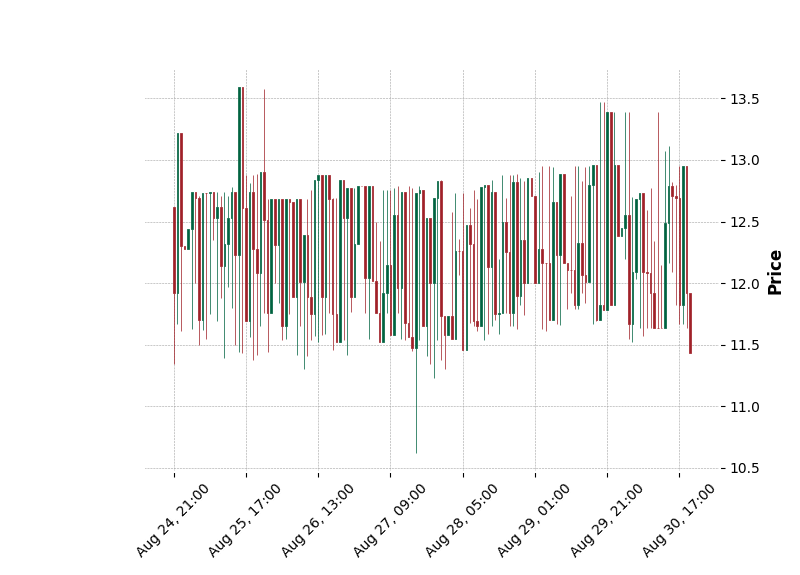 13.5
13.0
12.5
12.0
11.5
11.0
10.5
Price
Aug 24, 21:00
Aug 25, 17:00
Aug 26, 13:00
Aug 27, 09:00
Aug 28, 05:00
Aug 29, 01:00
Aug 29, 21:00
Aug 30, 17:00